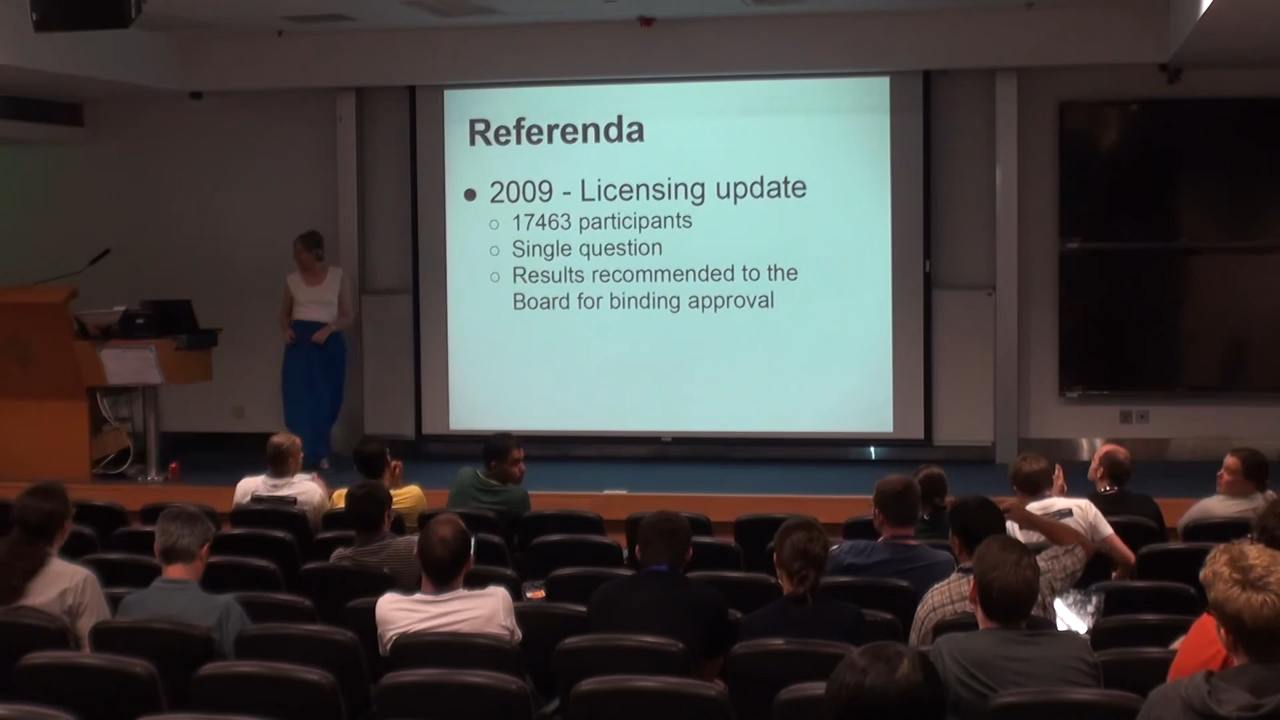 Referenda
● 2009 - Licensing update
○ 17463 participants
○ Single question
○ Results recommended to the
Board for binding approval